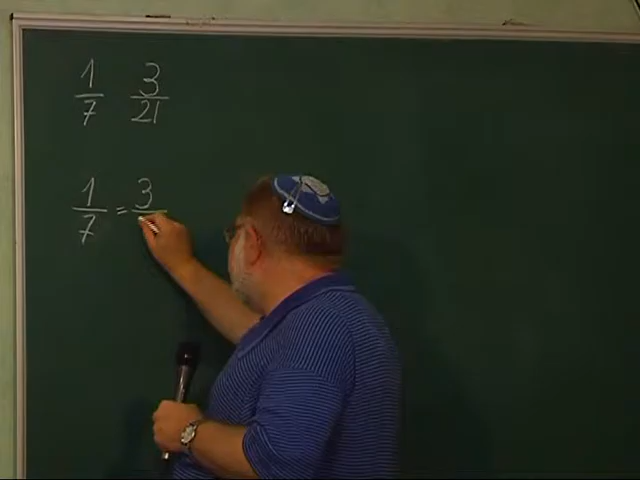 1/7 3/21
1/7 = 3/